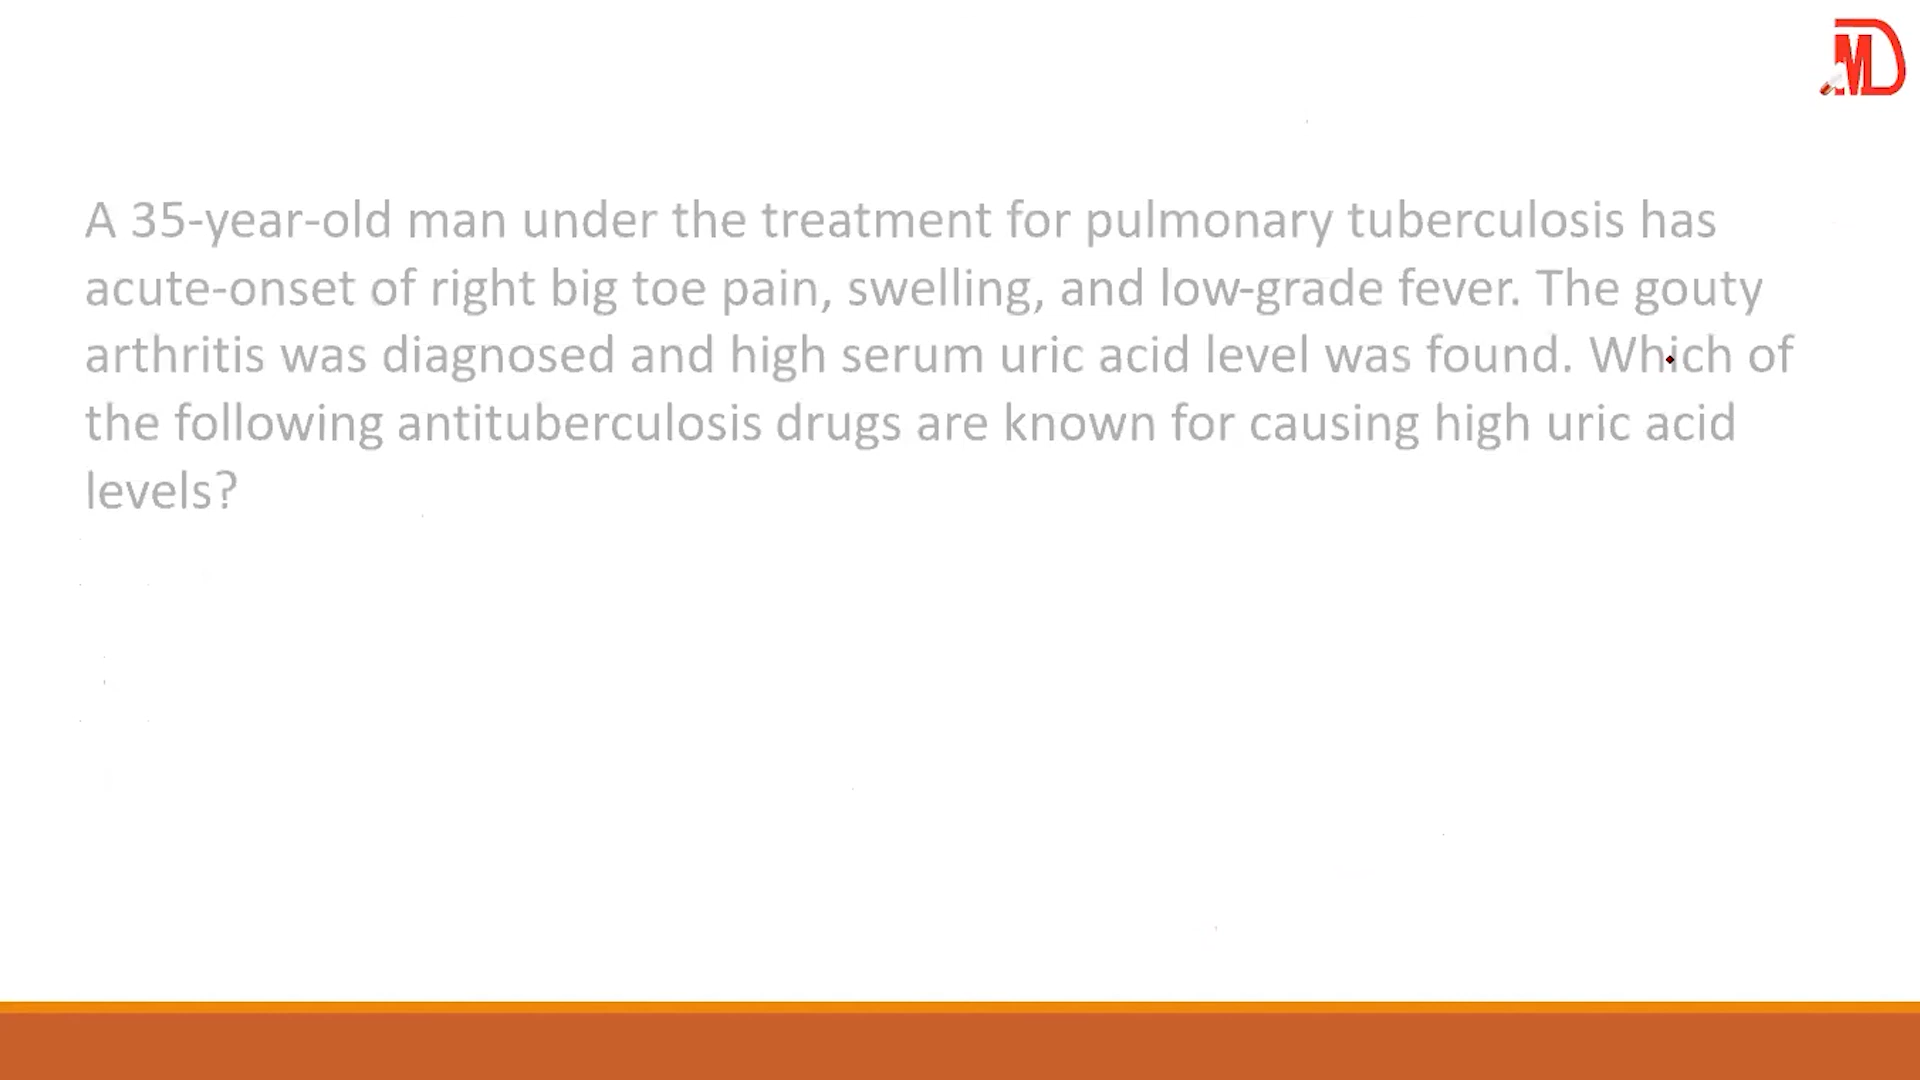 MD
A 35-year-old man under the treatment for pulmonary tuberculosis has
acute-onset of right big toe pain, swelling, and low-grade fever. The gouty
arthritis was diagnosed and high serum uric acid level was found. Which of
the following antituberculosis drugs are known for causing high uric acid
levels?